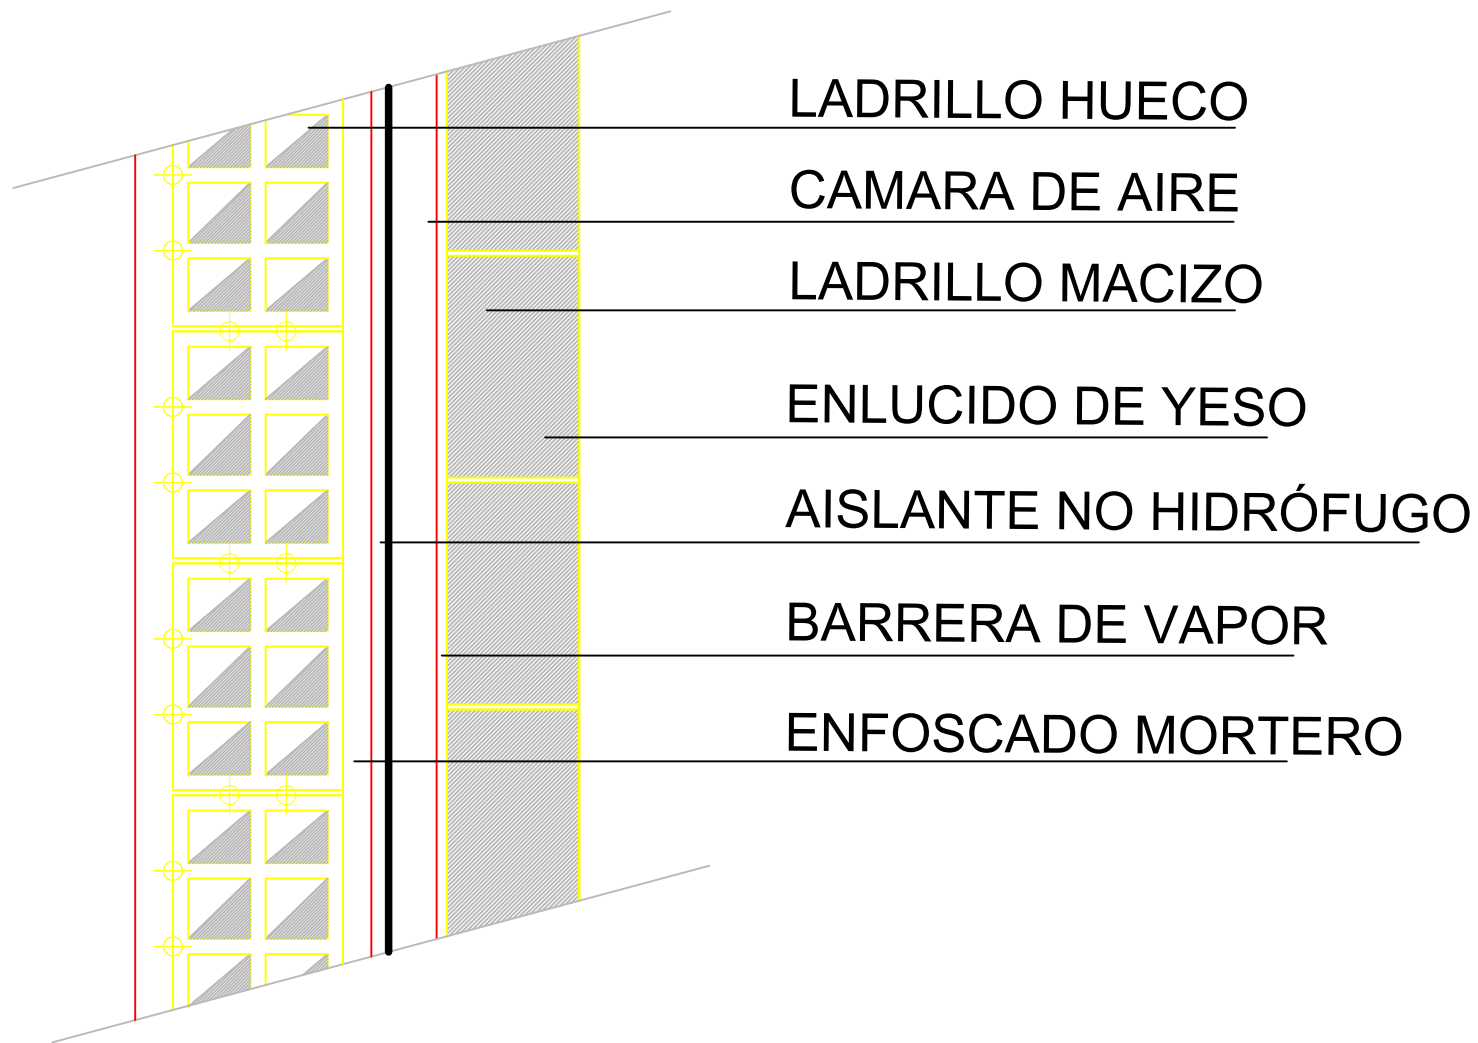 LADRILLO HUECO
CAMARA DE AIRE
LADRILLO MACIZO
ENLUCIDO DE YESO
AISLANTE NO HIDRÓFUGO
BARRERA DE VAPOR
ENFOSCADO MORTERO